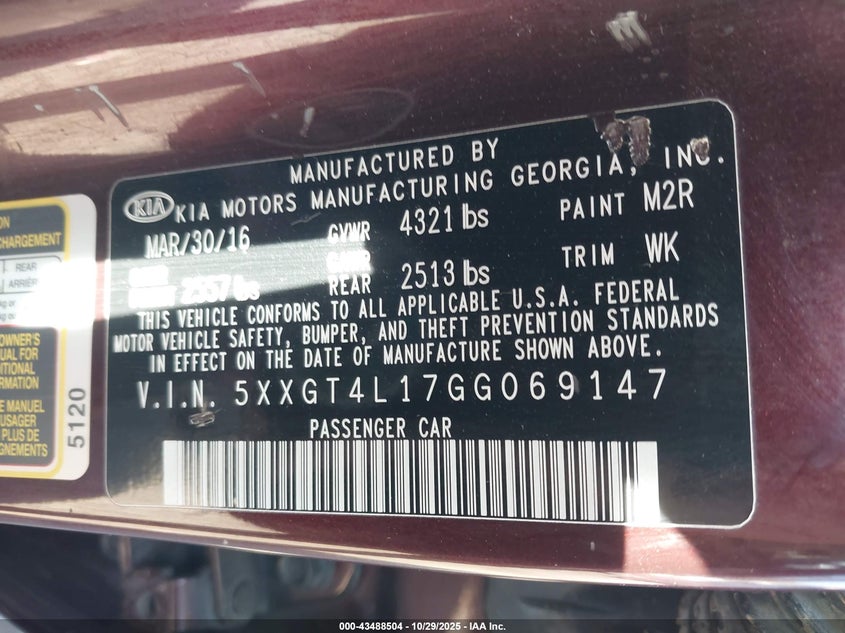 MANUFACTURED BY
KIA KIA MOTORS MANUFACTURING GEORGIA, INC.
MAR/30/16 GVWR 4321 lbs PAINT M2R
2557 lbs REAR 2513 lbs TRIM WK
THIS VEHICLE CONFORMS TO ALL APPLICABLE U.S.A. FEDERAL
MOTOR VEHICLE SAFETY, BUMPER, AND THEFT PREVENTION STANDARDS
IN EFFECT ON THE DATE OF MANUFACTURE SHOWN ABOVE.
V.I.N. 5XXGT4L17GG069147
PASSENGER CAR
CHARGEMENT
REAR
ARRIÈRE
OWNER'S
FOR
INFORMATION
MANUEL
PLUS DE
5120
000-43488504 - 10/29/2025 - IAA Inc.